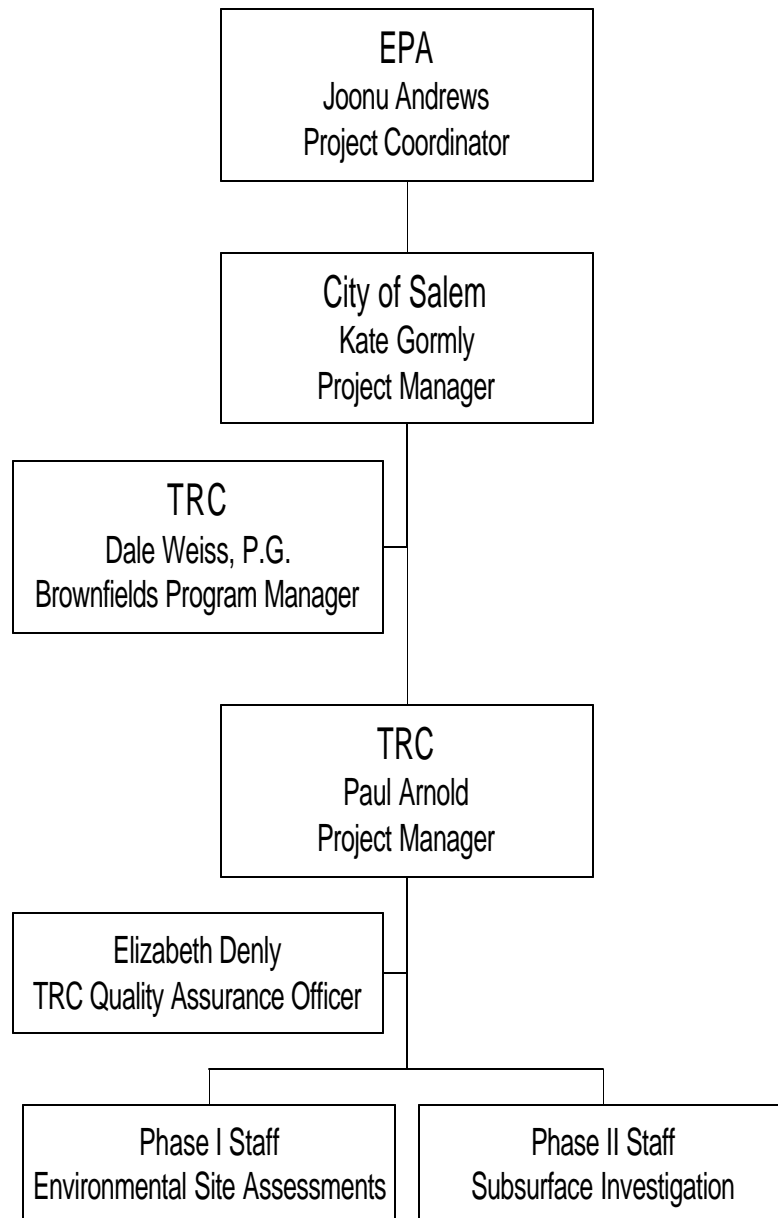 EPA
Joonu Andrews
Project Coordinator
City of Salem
Kate Gormly
Project Manager
TRC
Dale Weiss, P.G.
Brownfields Program Manager
TRC
Paul Arnold
Project Manager
Elizabeth Denly
TRC Quality Assurance Officer
Phase I Staff
Environmental Site Assessments
Phase II Staff
Subsurface Investigation